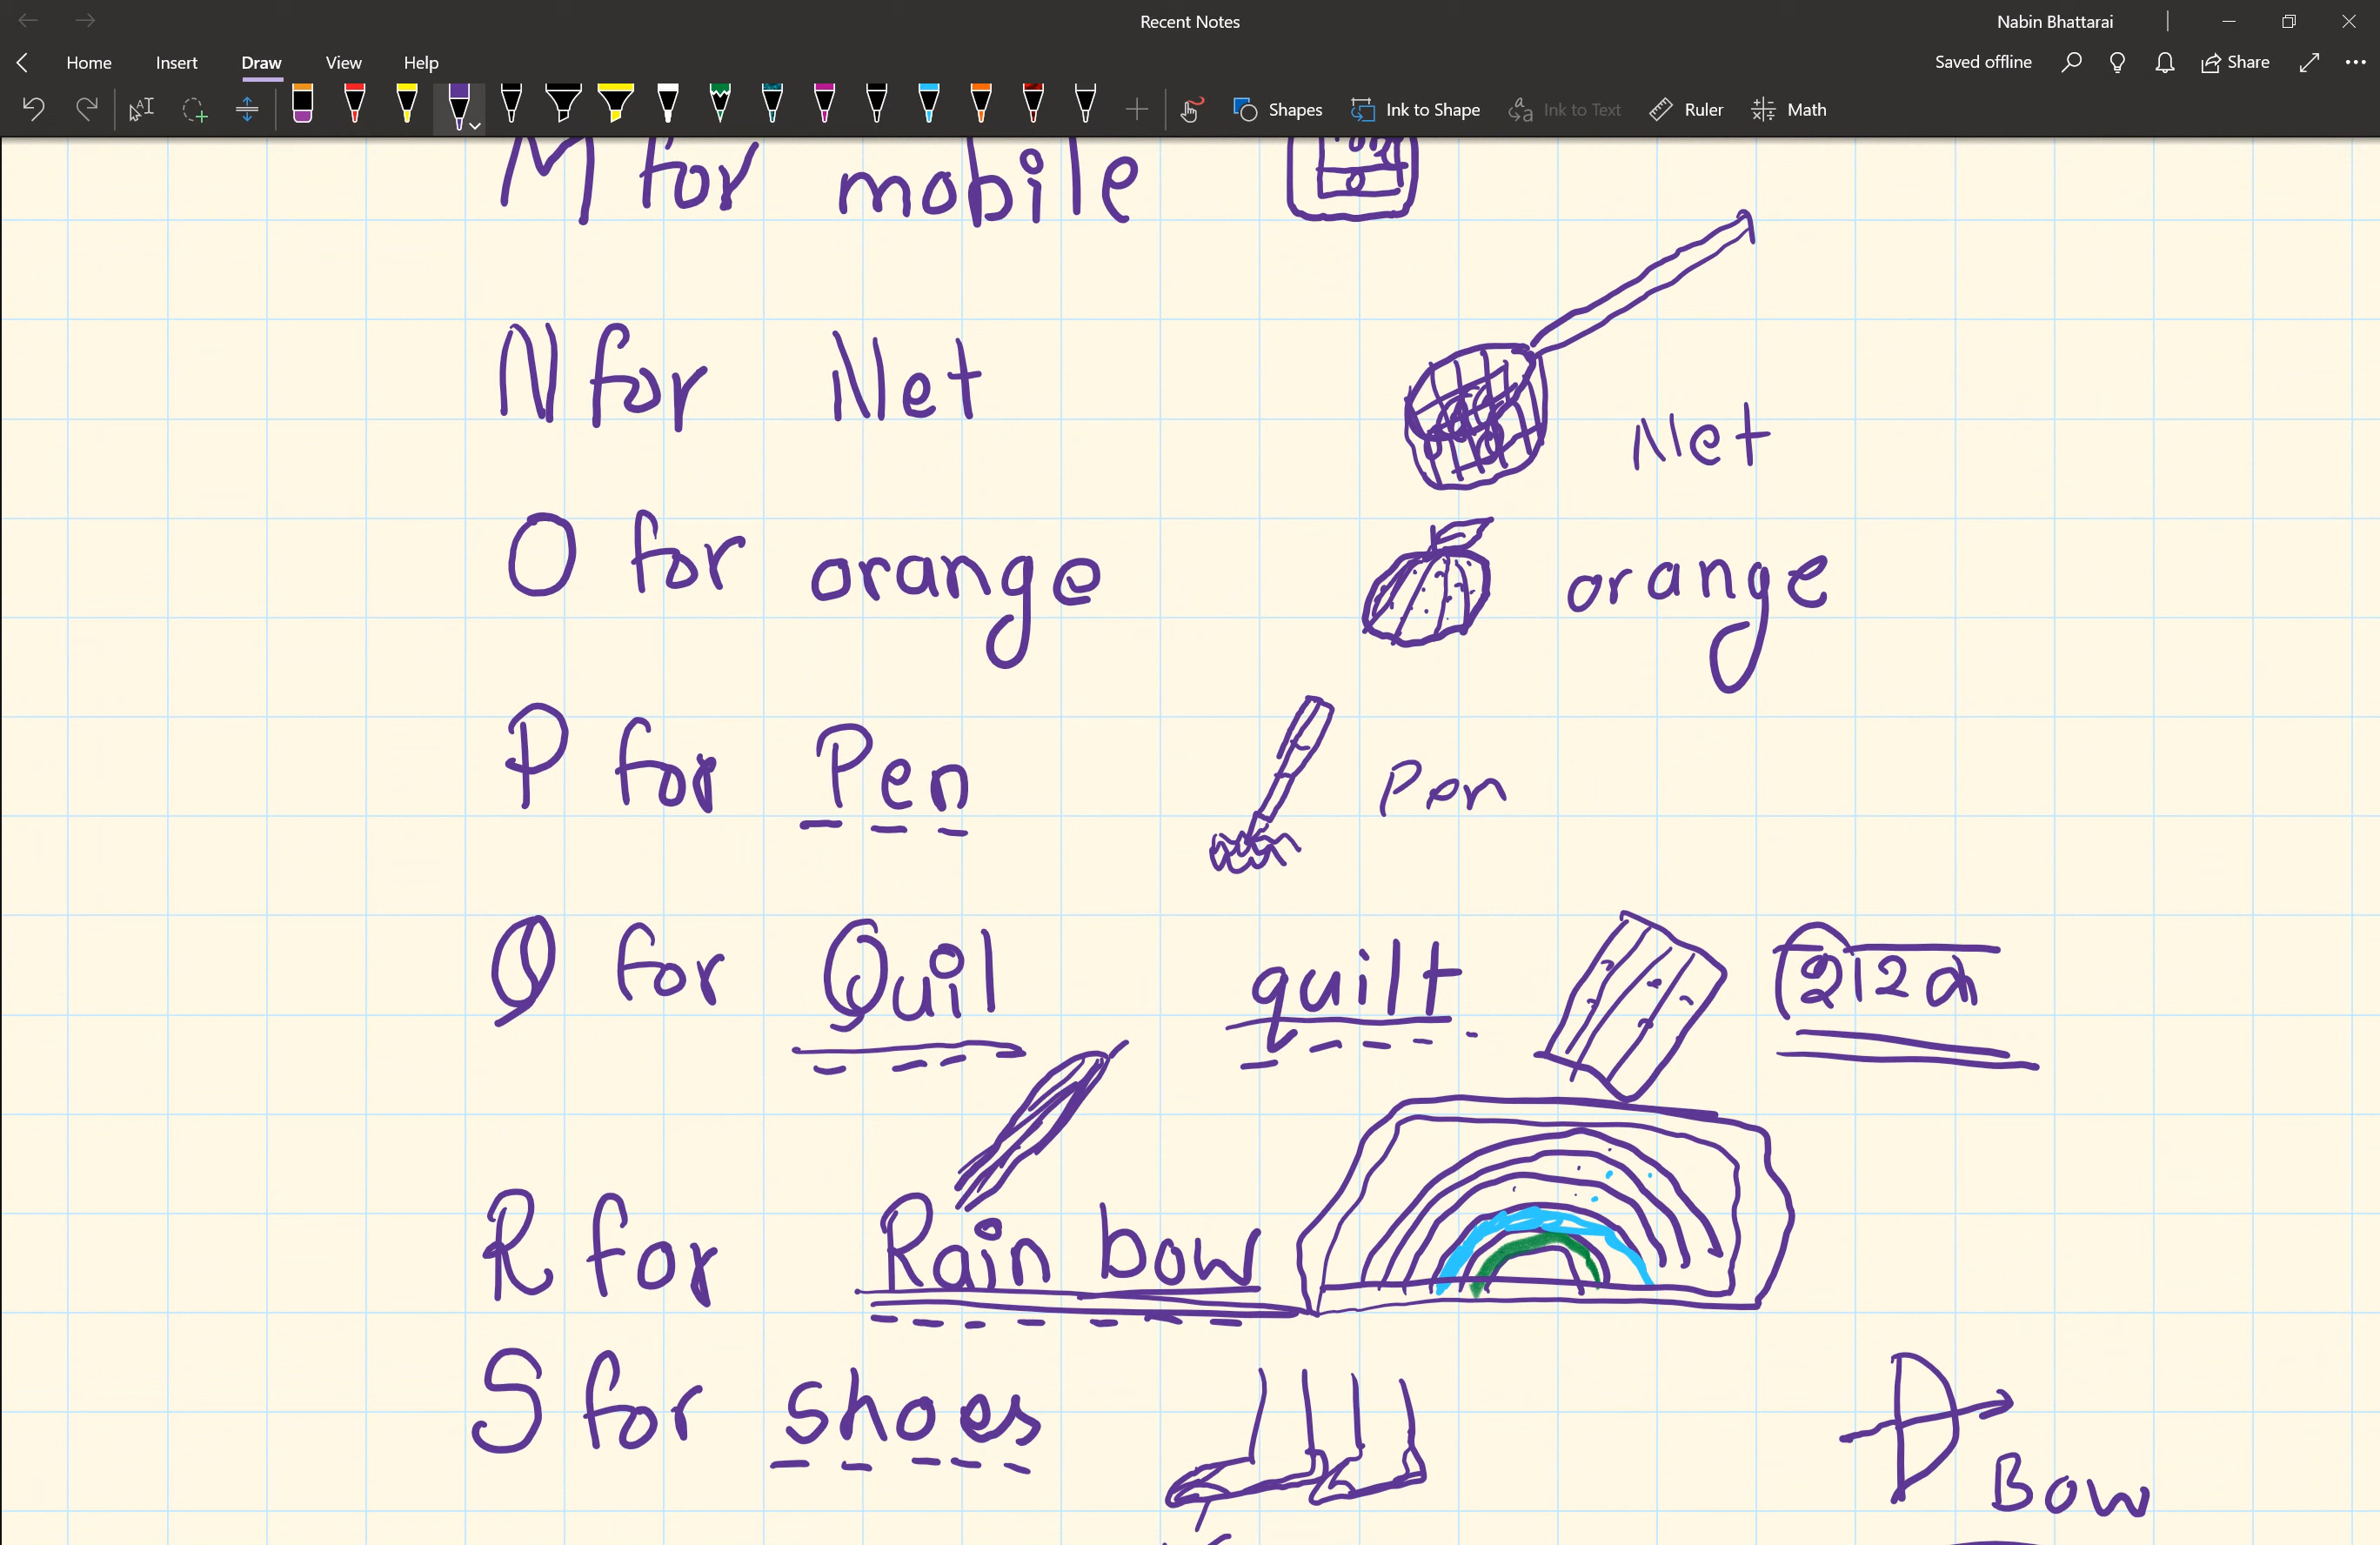 Recent Notes
Nabin Bhattarai
Home Insert Draw View Help
Saved offline
Share
Shapes
Ink to Shape
Ink to Text
Ruler
Math
M for mobile
N for Net
Net
O for orange
orange
P for Pen
Pen
Q for Quil
quilt
R for Rain bow
S for shoes
Bow